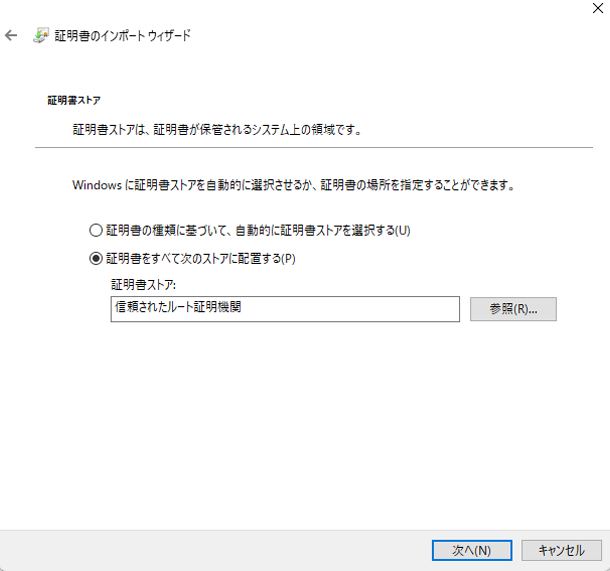 証明書のインポート ウィザード
証明書ストア
証明書ストアは、証明書が保管されるシステム上の領域です。
Windows に証明書ストアを自動的に選択させるか、証明書の場所を指定することができます。
証明書の種類に基づいて、自動的に証明書ストアを選択する(U)
証明書をすべて次のストアに配置する(P)
証明書ストア:
信頼されたルート証明機関
参照(R)...
次へ(N)
キャンセル